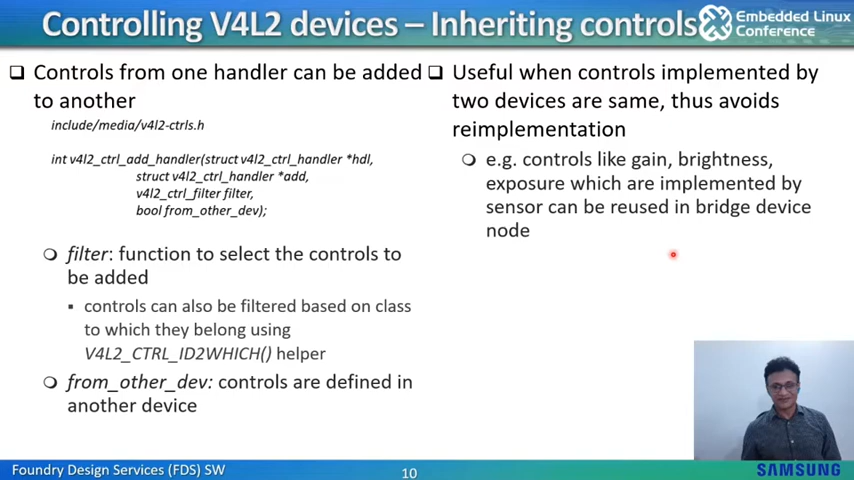 Controlling V4L2 devices – Inheriting controls
Embedded Linux
Conference
Controls from one handler can be added
to another
include/media/v4l2-ctrls.h
int v4l2_ctrl_add_handler(struct v4l2_ctrl_handler *hdl,
struct v4l2_ctrl_handler *add,
v4l2_ctrl_filter filter,
bool from_other_dev);
filter: function to select the controls to
be added
controls can also be filtered based on class
to which they belong using
V4L2_CTRL_ID2WHICH() helper
from_other_dev: controls are defined in
another device
Useful when controls implemented by
two devices are same, thus avoids
reimplementation
e.g. controls like gain, brightness,
exposure which are implemented by
sensor can be reused in bridge device
node
Foundry Design Services (FDS) SW
10
SAMSUNG